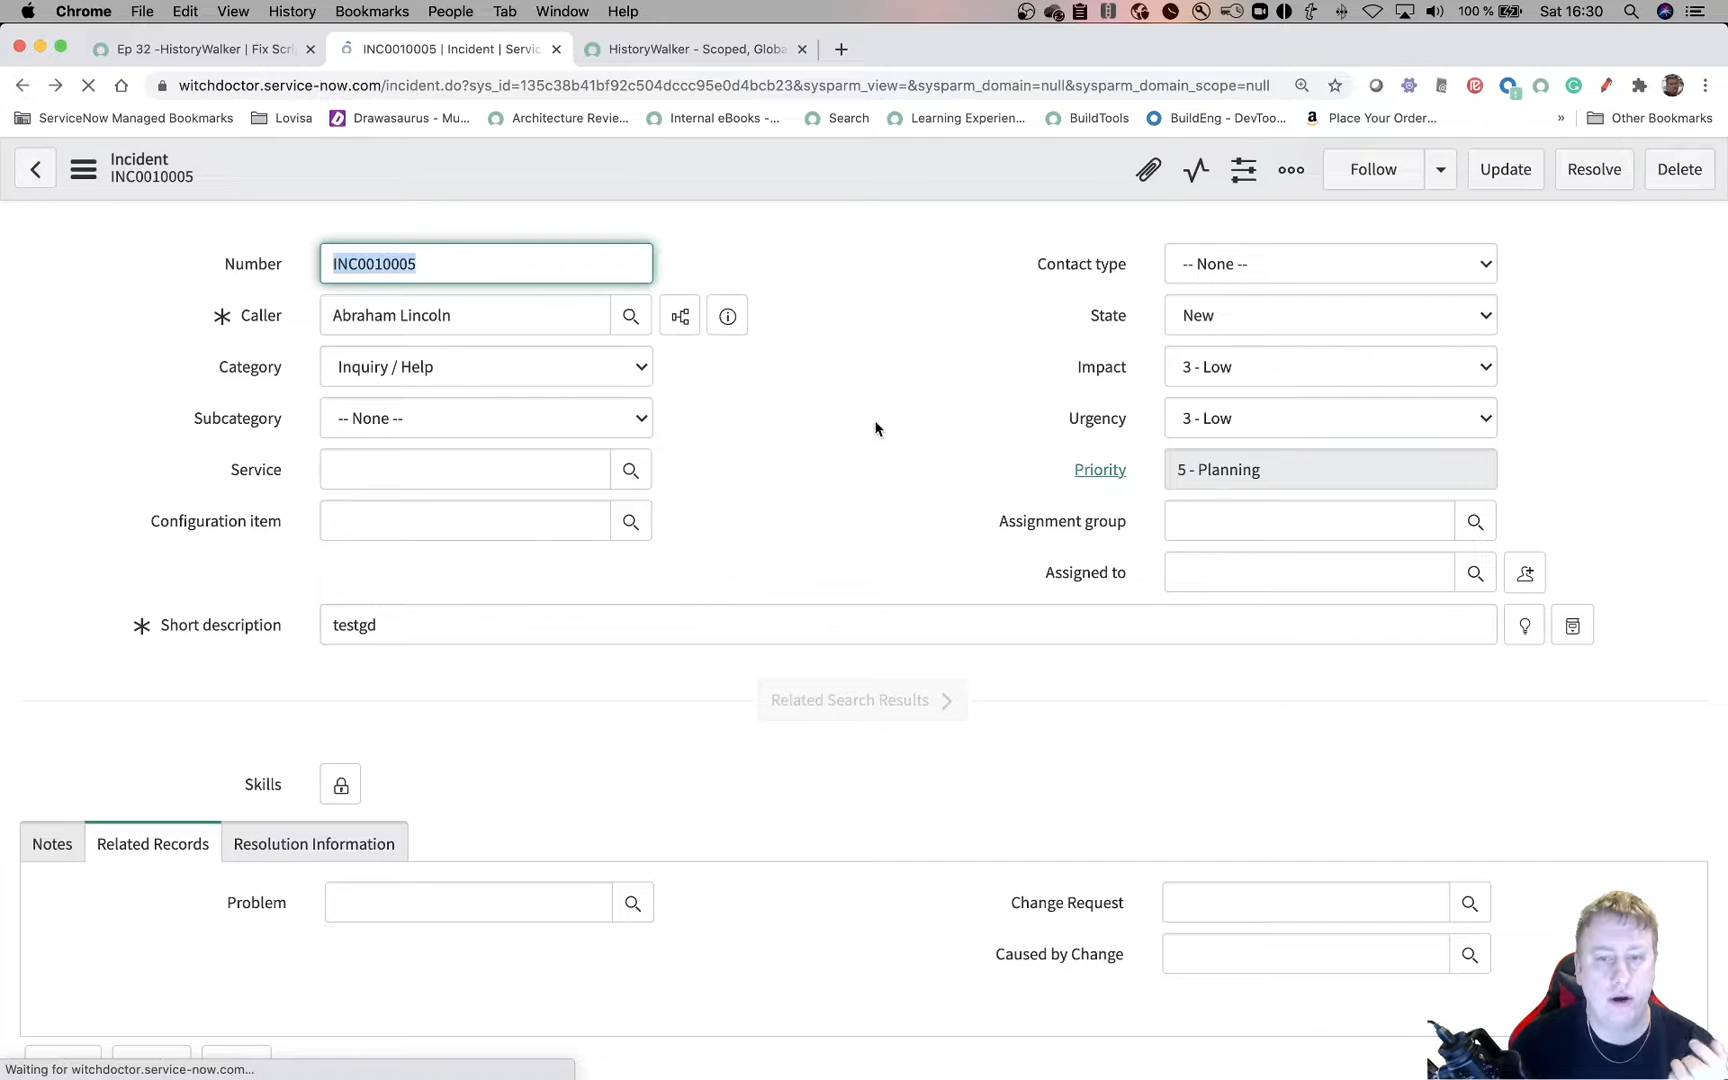 Chrome File Edit View History Bookmarks People Tab Window Help 100 % Sat 16:30
Ep 32 -HistoryWalker | Fix Scri INC0010005 | Incident | Servic HistoryWalker - Scoped, Globa
witchdoctor.service-now.com/incident.do?sys_id=135c38b41bf92c504dccc95e0d4bcb23&sysparm_view=&sysparm_domain=null&sysparm_domain_scope=null
ServiceNow Managed Bookmarks Lovisa Drawasaurus - Mu... Architecture Revie... Internal eBooks -... Search Learning Experien... BuildTools BuildEng - DevToo... Place Your Order... » Other Bookmarks
Incident
INC0010005
Follow Update Resolve Delete
Number INC0010005 Contact type -- None --
Caller Abraham Lincoln State New
Category Inquiry / Help Impact 3 - Low
Subcategory -- None -- Urgency 3 - Low
Service Priority 5 - Planning
Configuration item Assignment group
Assigned to
Short description testgd
Related Search Results
Skills
Notes Related Records Resolution Information
Problem Change Request
Caused by Change
Waiting for witchdoctor.service-now.com...